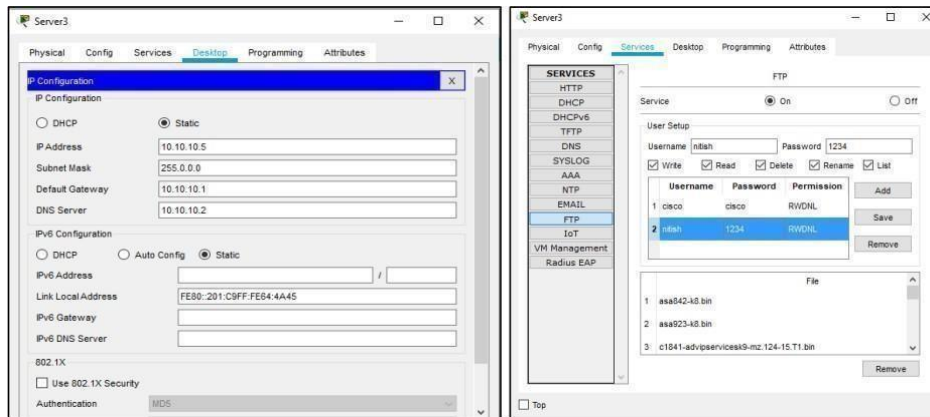 Server3
Physical Config Services Desktop Programming Attributes
IP Configuration X
IP Configuration
DHCP Static
IP Address 10.10.10.5
Subnet Mask 255.0.0.0
Default Gateway 10.10.10.1
DNS Server 10.10.10.2
IPv6 Configuration
DHCP Auto Config Static
IPv6 Address /
Link Local Address FE80::201:C9FF:FE64:4A45
IPv6 Gateway
IPv6 DNS Server
802.1X
Use 802.1X Security
Authentication MD5
Server3
Physical Config Services Desktop Programming Attributes
SERVICES
HTTP
DHCP
DHCPv6
TFTP
DNS
SYSLOG
AAA
NTP
EMAIL
FTP
IoT
VM Management
Radius EAP
FTP
Service On Off
User Setup
Username nitish Password 1234
Write Read Delete Rename List
Username Password Permission
1 cisco cisco RWDNL
2 nitish 1234 RWDNL
Add
Save
Remove
File
1 asa842-k8.bin
2 asa923-k8.bin
3 c1841-advipservicesk9-mz.124-15.T1.bin
Remove
Top